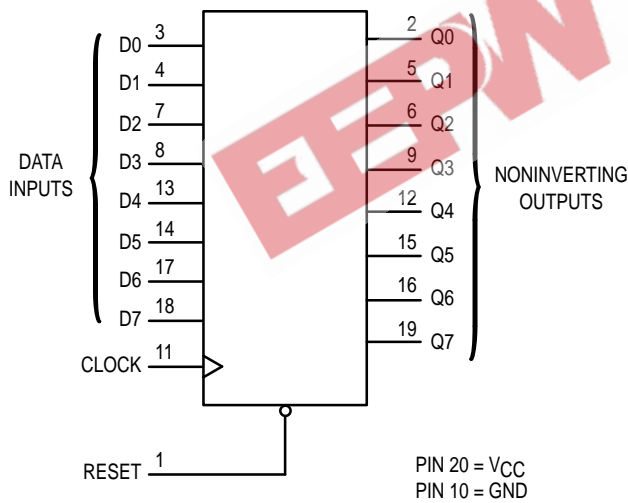 D0 3
D1 4
D2 7
D3 8
D4 13
D5 14
D6 17
D7 18
DATA
INPUTS
CLOCK 11
RESET 1
2 Q0
5 Q1
6 Q2
9 Q3
12 Q4
15 Q5
16 Q6
19 Q7
NONINVERTING
OUTPUTS
PIN 20 = VCC
PIN 10 = GND
EEPW